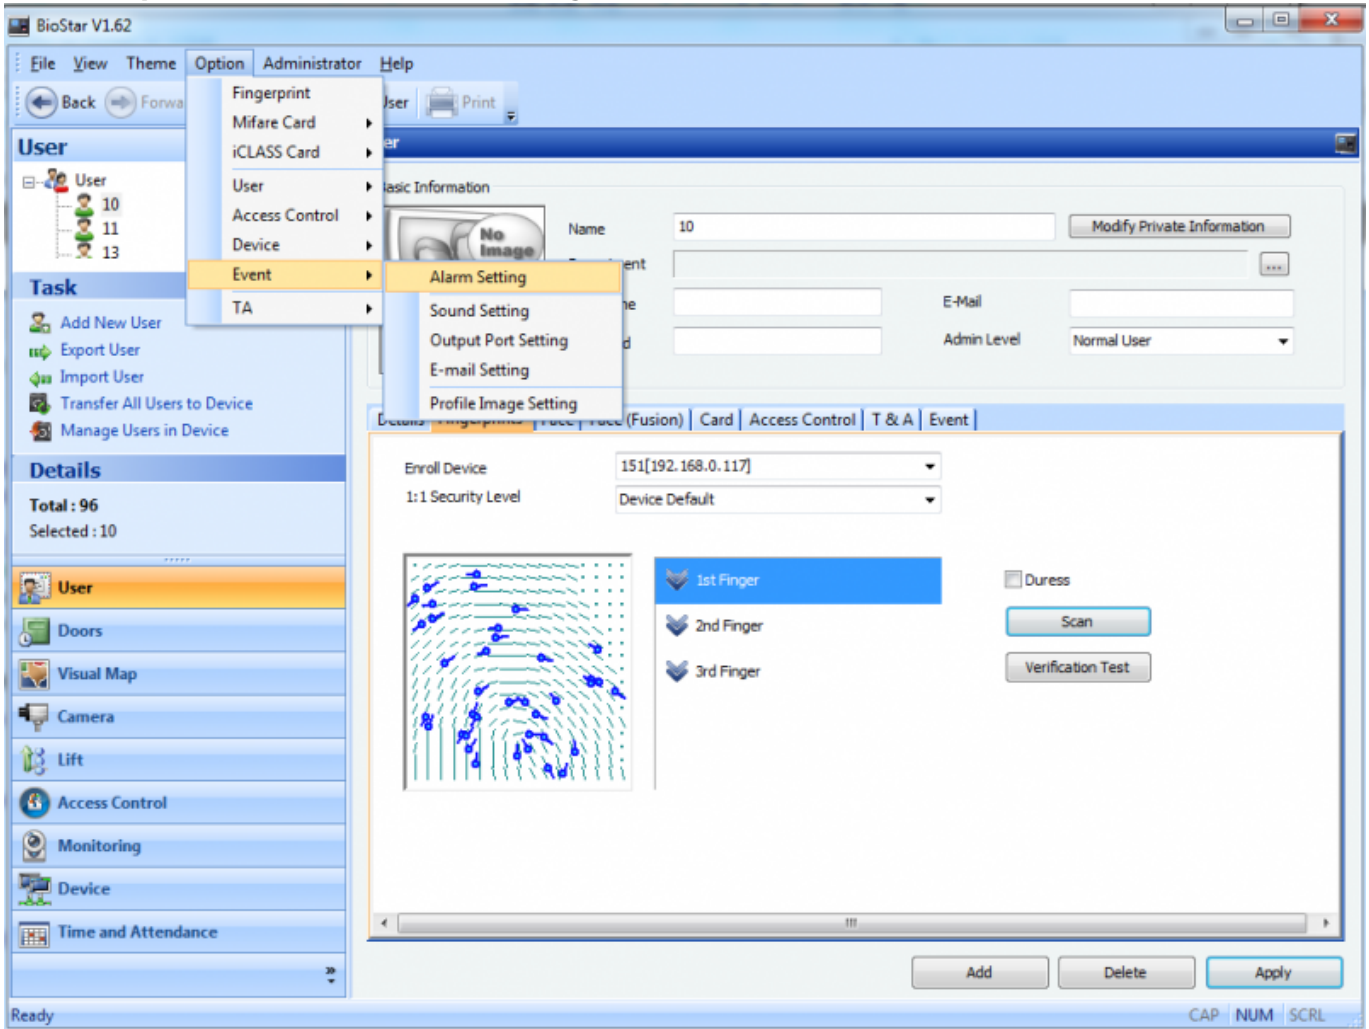 BioStar V1.62
File View Theme Option Administrator Help
Back Forwa Print
Fingerprint
Mifare Card
iCLASS Card
User
Access Control
Device
Event
TA
Alarm Setting
Sound Setting
Output Port Setting
E-mail Setting
Profile Image Setting
User
User
10
11
13
Task
Add New User
Export User
Import User
Transfer All Users to Device
Manage Users in Device
Details
Total : 96
Selected : 10
User
Doors
Visual Map
Camera
Lift
Access Control
Monitoring
Device
Time and Attendance
asic Information
No Image
Name 10 Modify Private Information
...
E-Mail
Admin Level Normal User
(Fusion) Card Access Control T & A Event
Enroll Device 151[192.168.0.117]
1:1 Security Level Device Default
1st Finger
2nd Finger
3rd Finger
Duress
Scan
Verification Test
Add Delete Apply
Ready CAP NUM SCRL